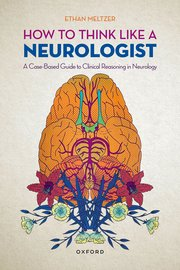 ETHAN MELTZER
HOW TO THINK LIKE A
NEUROLOGIST
A Case-Based Guide to Clinical Reasoning in Neurology
OXFORD